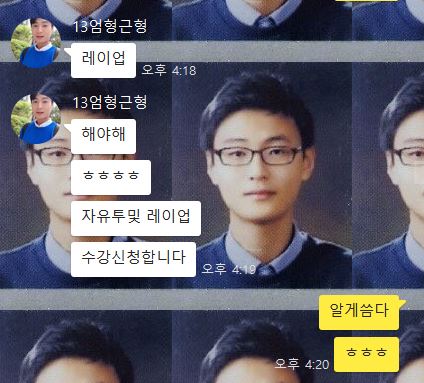 13엄형근형
레이업
오후 4:18
13엄형근형
해야해
ㅎㅎㅎㅎ
자유투및 레이업
수강신청합니다
오후 4:19
알게씀다
ㅎㅎㅎ
오후 4:20